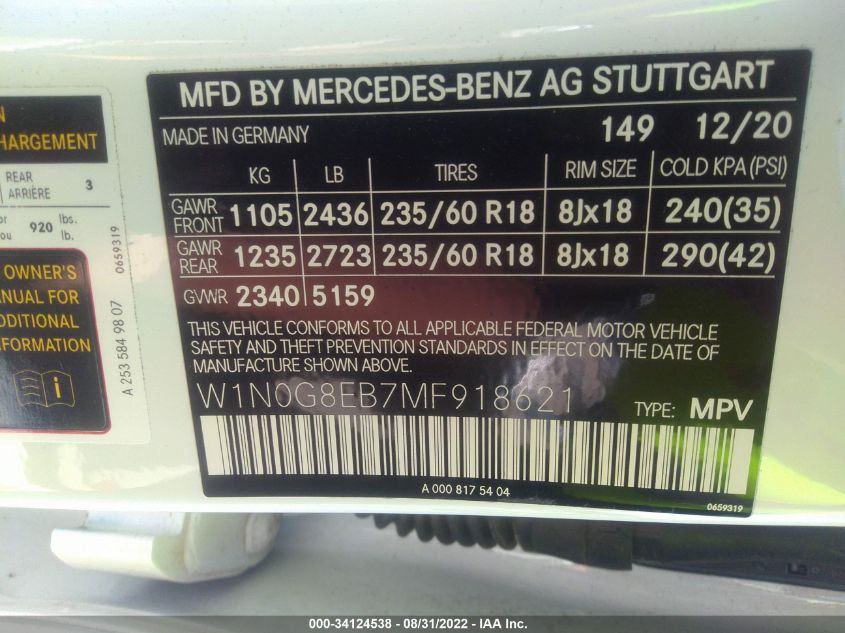 N
HARGEMENT
REAR
ARRIÈRE 3
or 920 lbs.
ou lb.
OWNER'S
ANUAL FOR
DDITIONAL
FORMATION
A 253 584 98 07
0659319
MFD BY MERCEDES-BENZ AG STUTTGART
MADE IN GERMANY 149 12/20
KG LB TIRES RIM SIZE COLD KPA (PSI)
GAWR FRONT 1105 2436 235/60 R18 8Jx18 240(35)
GAWR REAR 1235 2723 235/60 R18 8Jx18 290(42)
GVWR 2340 5159
THIS VEHICLE CONFORMS TO ALL APPLICABLE FEDERAL MOTOR VEHICLE
SAFETY AND THEFT PREVENTION STANDARDS IN EFFECT ON THE DATE OF
MANUFACTURE SHOWN ABOVE.
W1N0G8EB7MF918621 TYPE: MPV
A 000 817 54 04
0659319
000-34124538 - 08/31/2022 - IAA Inc.